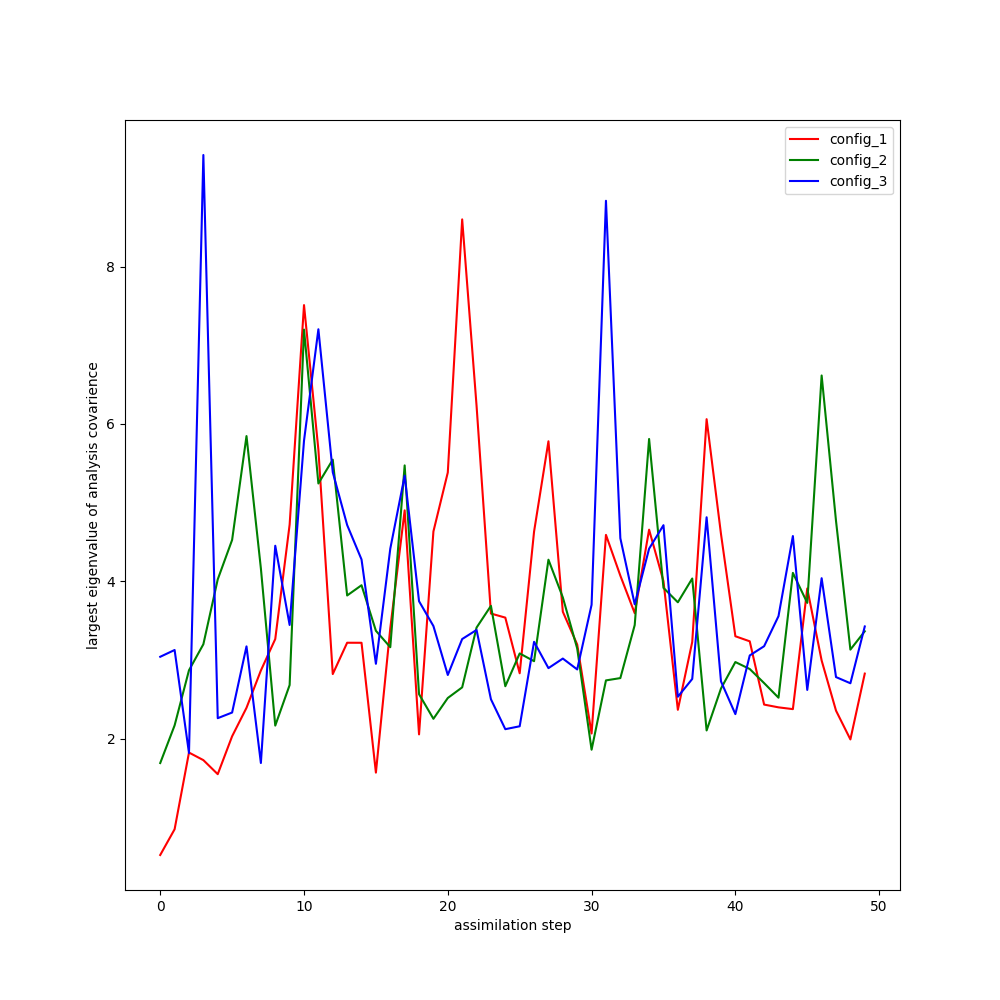 config_1
config_2
config_3
8
6
4
2
largest eigenvalue of analysis covarience
0 10 20 30 40 50
assimilation step